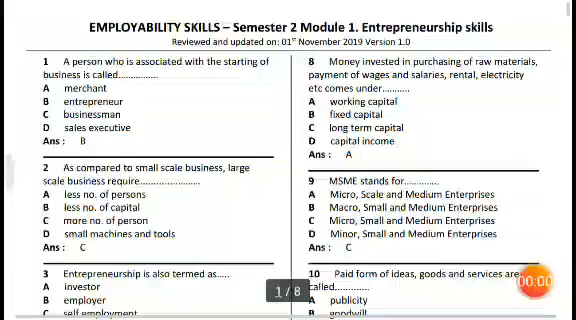 EMPLOYABILITY SKILLS – Semester 2 Module 1. Entrepreneurship skills
Reviewed and updated on: 01st November 2019 Version 1.0
1 A person who is associated with the starting of
business is called................
A merchant
B entrepreneur
C businessman
D sales executive
Ans : B
2 As compared to small scale business, large
scale business require.......................
A less no. of persons
B less no. of capital
C more no. of person
D small machines and tools
Ans : C
3 Entrepreneurship is also termed as.....
A investor
B employer
C self employment
8 Money invested in purchasing of raw materials,
payment of wages and salaries, rental, electricity
etc comes under...........
A working capital
B fixed capital
C long term capital
D capital income
Ans : A
9 MSME stands for..............
A Micro, Scale and Medium Enterprises
B Macro, Small and Medium Enterprises
C Micro, Small and Medium Enterprises
D Minor, Small and Medium Enterprises
Ans : C
10 Paid form of ideas, goods and services are
called..............
A publicity
B goodwill
1/8
00:00